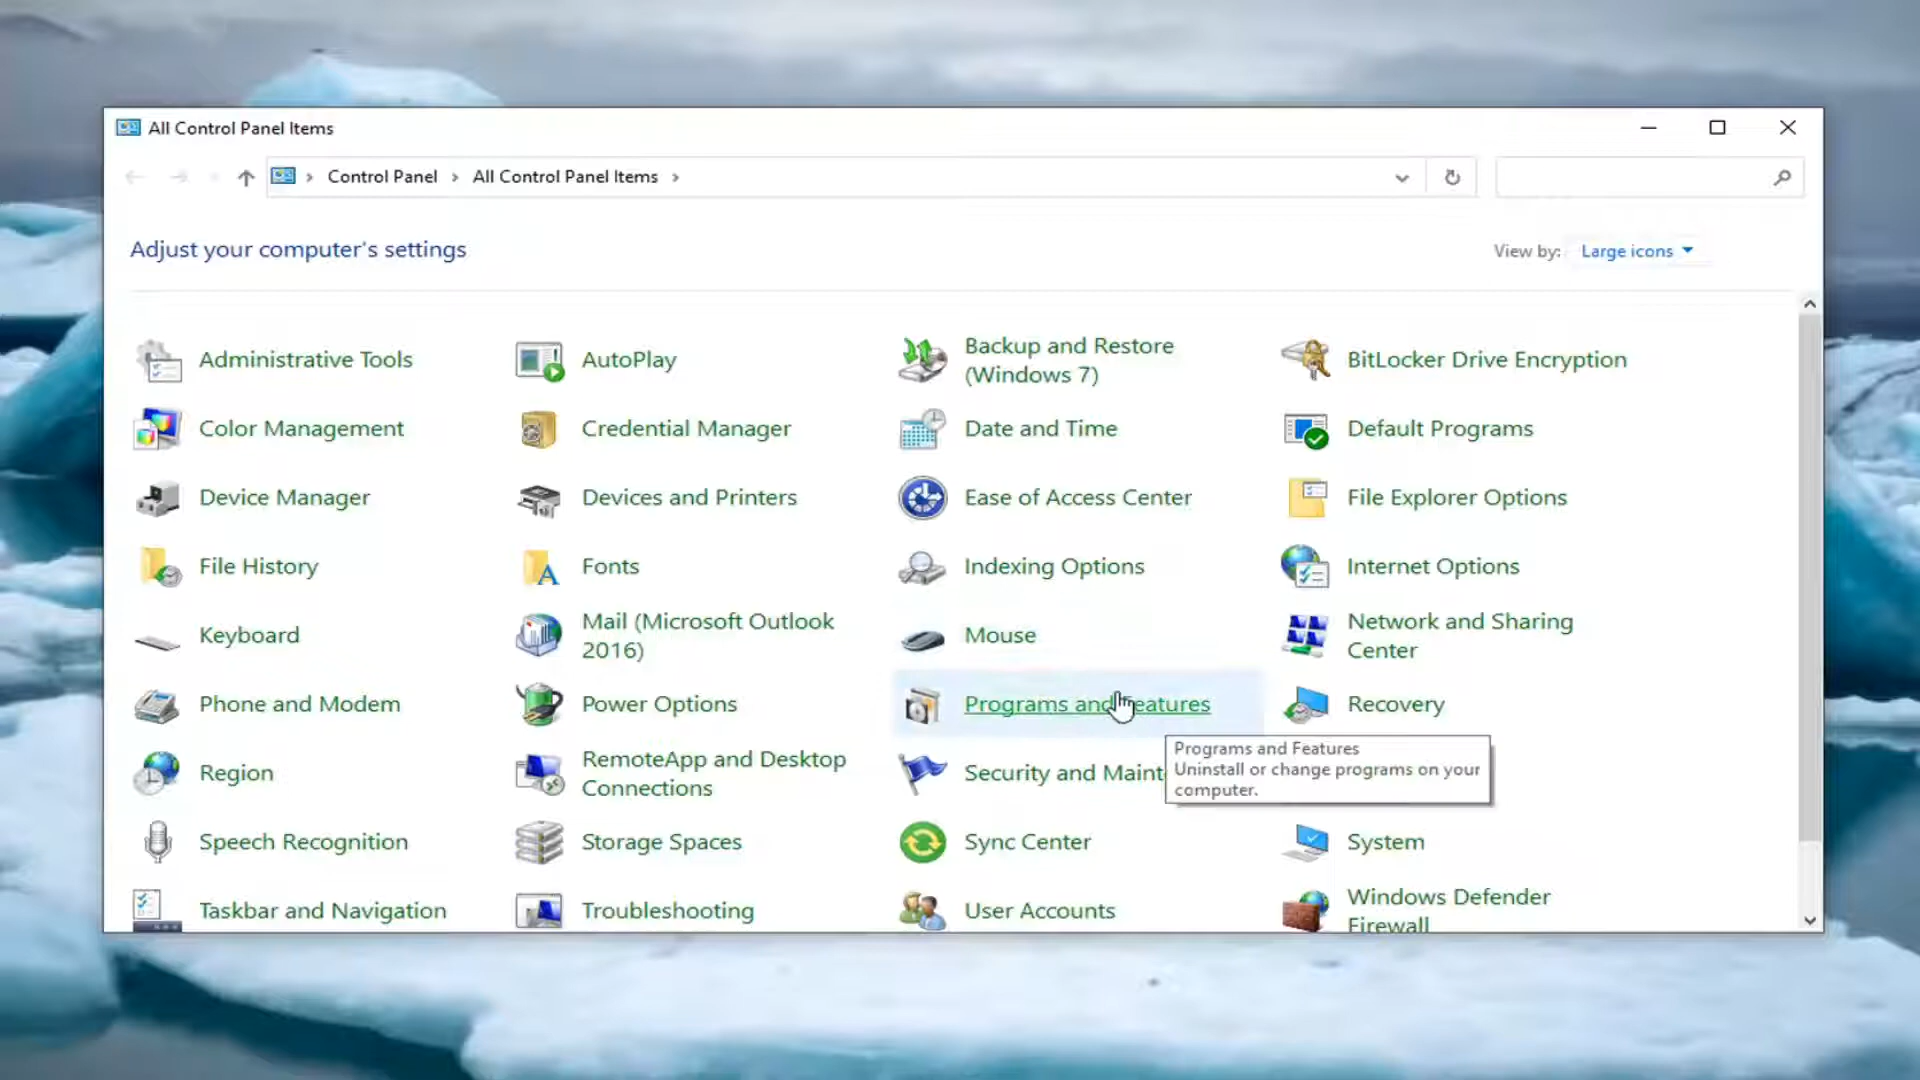 All Control Panel Items
Control Panel
All Control Panel Items
Adjust your computer's settings
View by:
Large icons
Administrative Tools
AutoPlay
Backup and Restore
(Windows 7)
BitLocker Drive Encryption
Color Management
Credential Manager
Date and Time
Default Programs
Device Manager
Devices and Printers
Ease of Access Center
File Explorer Options
File History
Fonts
Indexing Options
Internet Options
Keyboard
Mail (Microsoft Outlook
2016)
Mouse
Network and Sharing
Center
Phone and Modem
Power Options
Programs and Features
Recovery
Region
RemoteApp and Desktop
Connections
Security and Maint
Programs and Features
Uninstall or change programs on your
computer.
Speech Recognition
Storage Spaces
Sync Center
System
Taskbar and Navigation
Troubleshooting
User Accounts
Windows Defender
Firewall